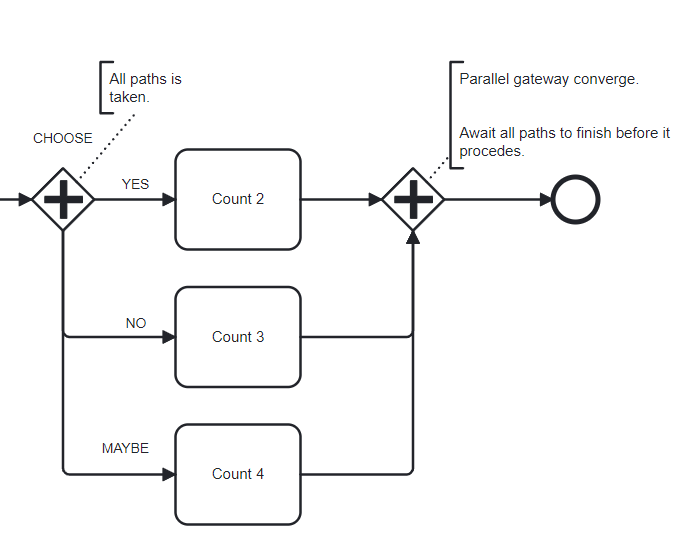 All paths is
taken.
Parallel gateway converge.
Await all paths to finish before it
procedes.
CHOOSE
YES
Count 2
NO
Count 3
MAYBE
Count 4